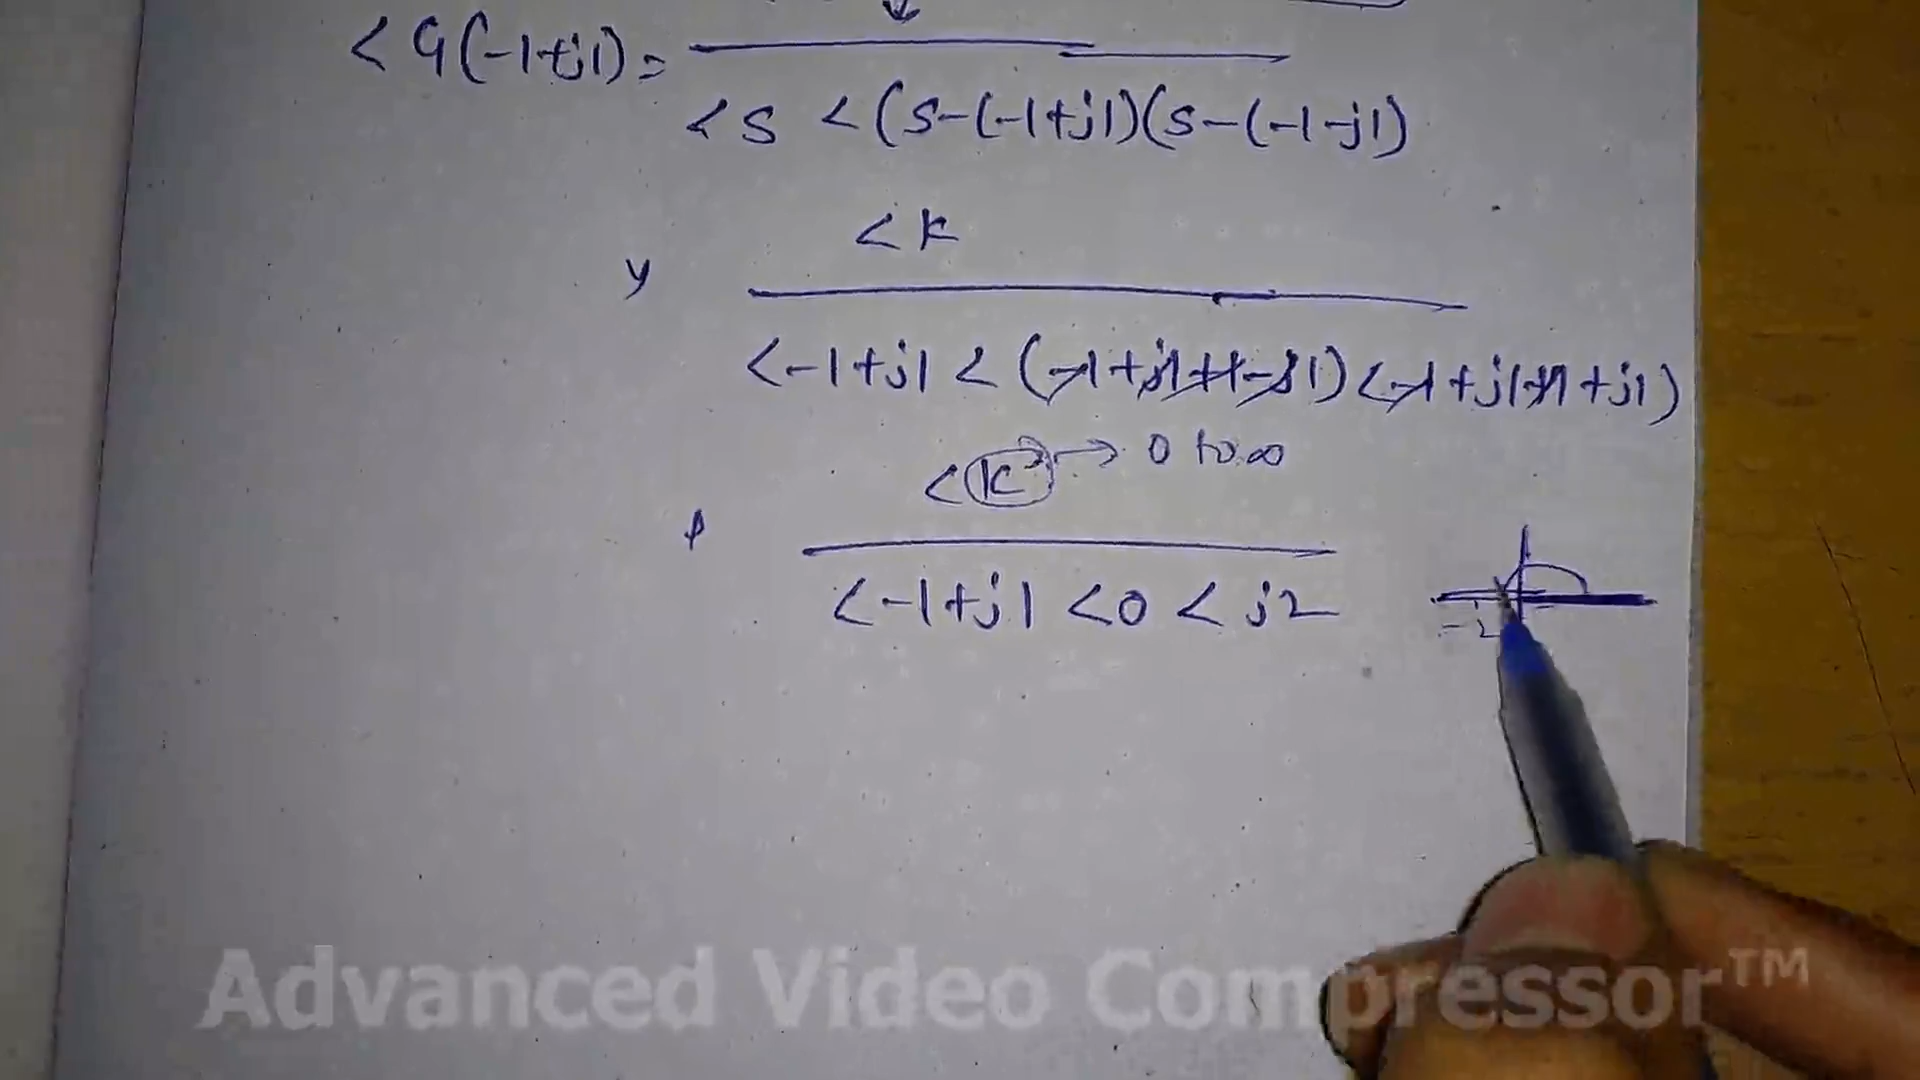 <G(-1+j1)=
<S <(S-(-1+j1)(S-(-1-j1)
<K
<-1+j1 <(-1+j1+1-j1) <-1+j1+1+j1)
<K → 0 to ∞
<-1+j1 <0 <j2
-2
Advanced Video Compressor™